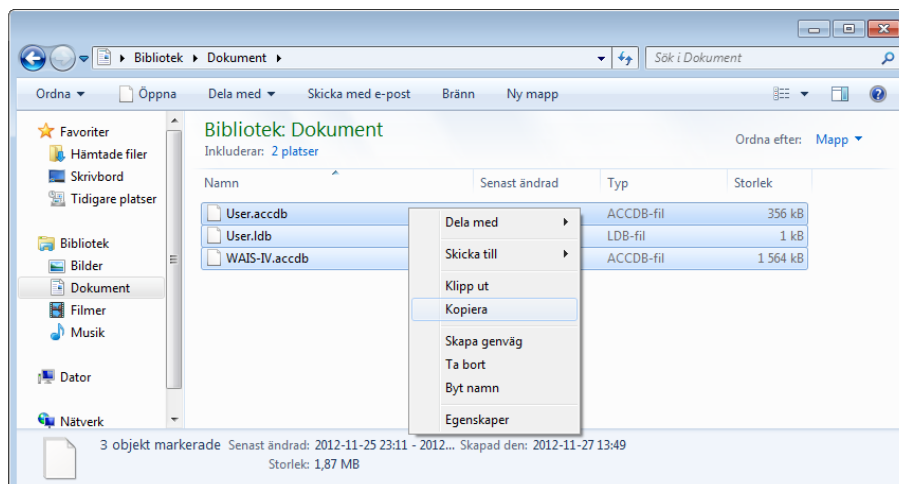 Bibliotek Dokument
Sök i Dokument
Ordna Öppna Dela med Skicka med e-post Bränn Ny mapp
Favoriter
Hämtade filer
Skrivbord
Tidigare platser
Bibliotek
Bilder
Dokument
Filmer
Musik
Dator
Nätverk
Bibliotek: Dokument
Inkluderar: 2 platser
Ordna efter: Mapp
Namn Senast ändrad Typ Storlek
User.accdb ACCDB-fil 356 kB
User.ldb LDB-fil 1 kB
WAIS-IV.accdb ACCDB-fil 1 564 kB
Dela med
Skicka till
Klipp ut
Kopiera
Skapa genväg
Ta bort
Byt namn
Egenskaper
3 objekt markerade Senast ändrad: 2012-11-25 23:11 - 2012... Skapad den: 2012-11-27 13:49
Storlek: 1,87 MB